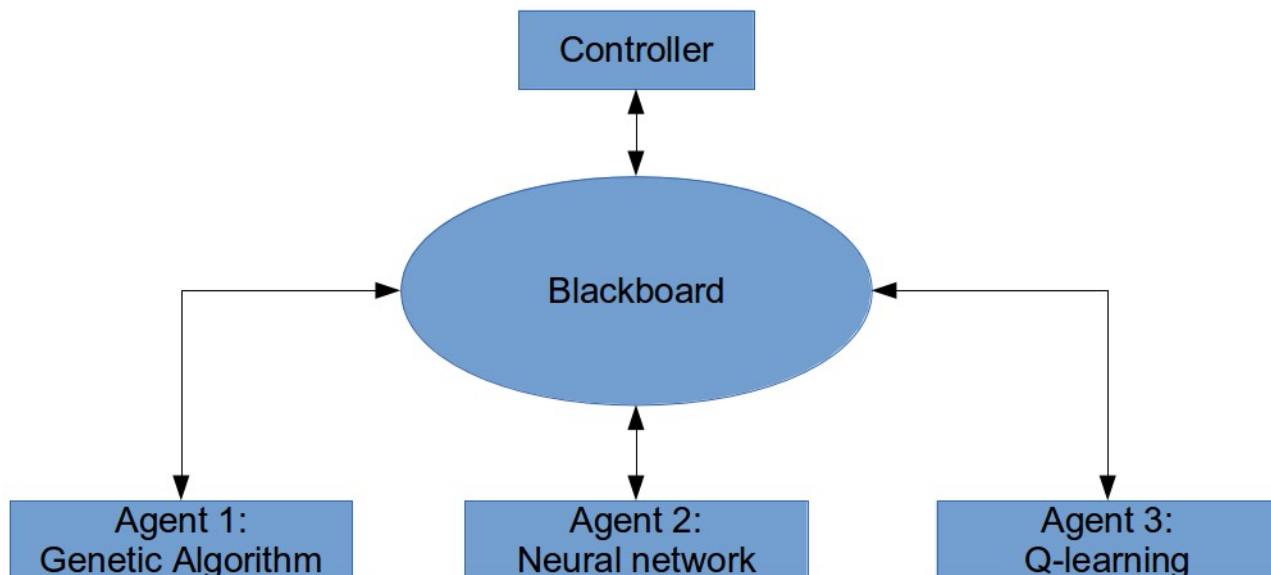 Controller
Blackboard
Agent 1:
Genetic Algorithm
Agent 2:
Neural network
Agent 3:
Q-learning